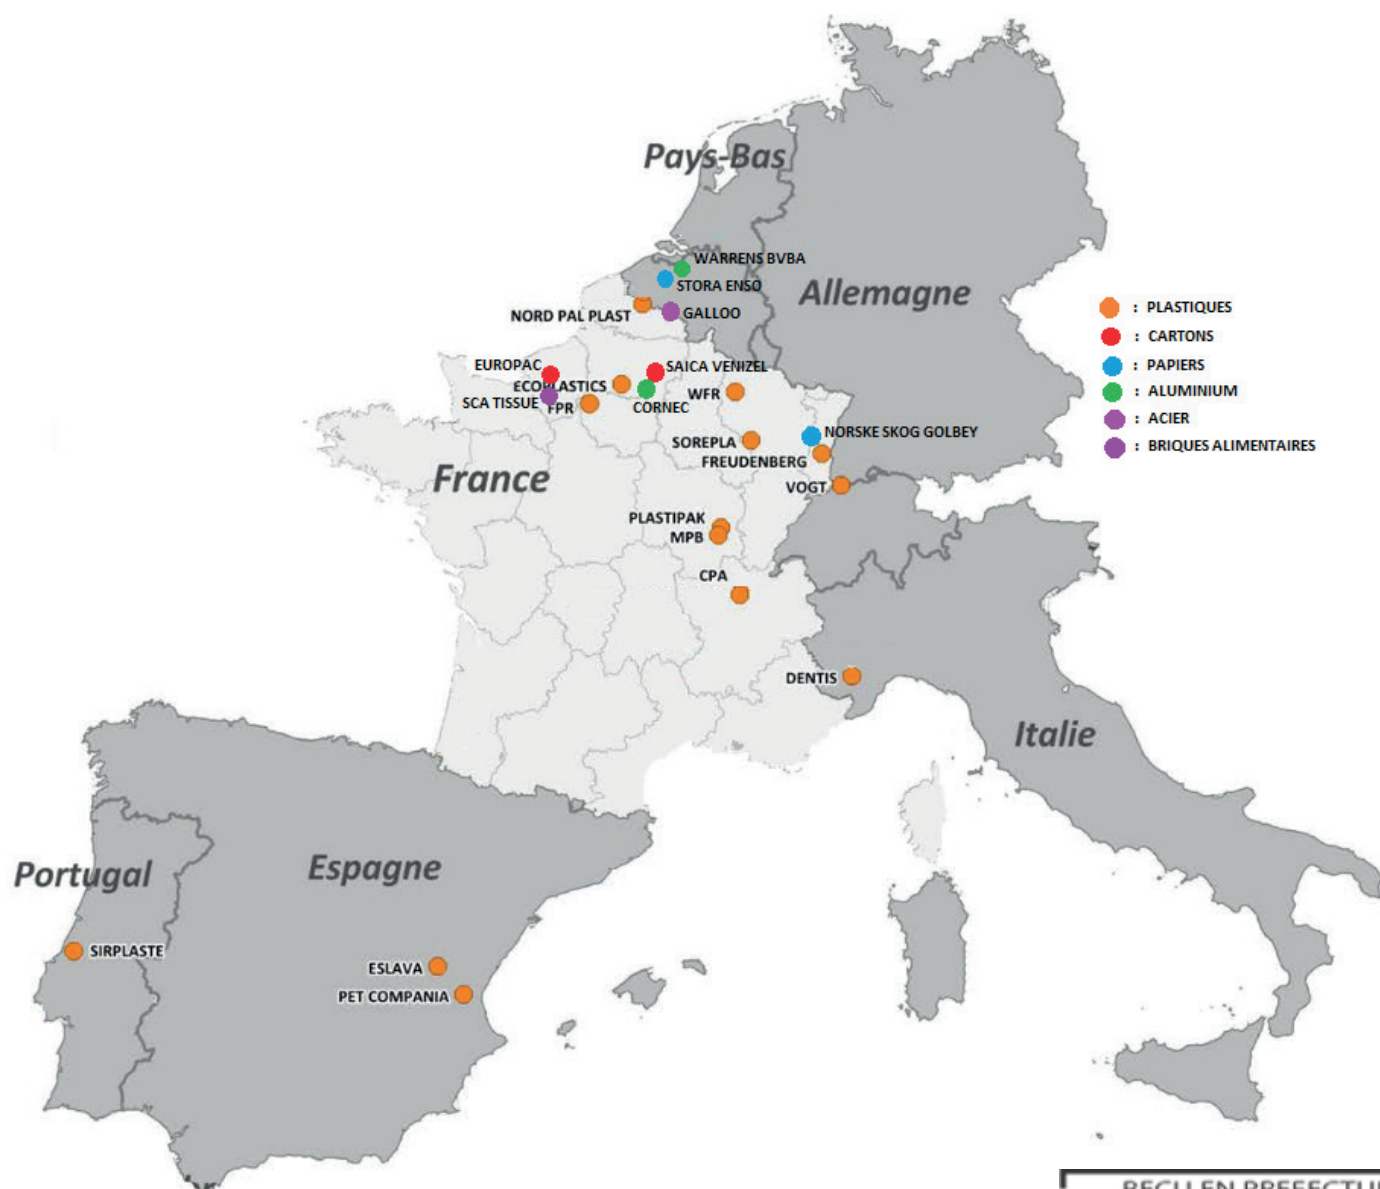 Pays-Bas
WARRENS BVBA
STORA ENSO
Allemagne
NORD PAL PLAST
GALLOO
: PLASTIQUES
: CARTONS
: PAPIERS
: ALUMINIUM
: ACIER
: BRIQUES ALIMENTAIRES
EUROPAC
SAICA VENIZEL
ECOPLASTICS
WFR
SCA TISSUE
FPR
CORNEC
NORSKE SKOG GOLBEY
SOREPLA
FREUDENBERG
France
VOGT
PLASTIPAK
MPB
CPA
DENTIS
Italie
Portugal
Espagne
SIRPLASTE
ESLAVA
PET COMPANIA